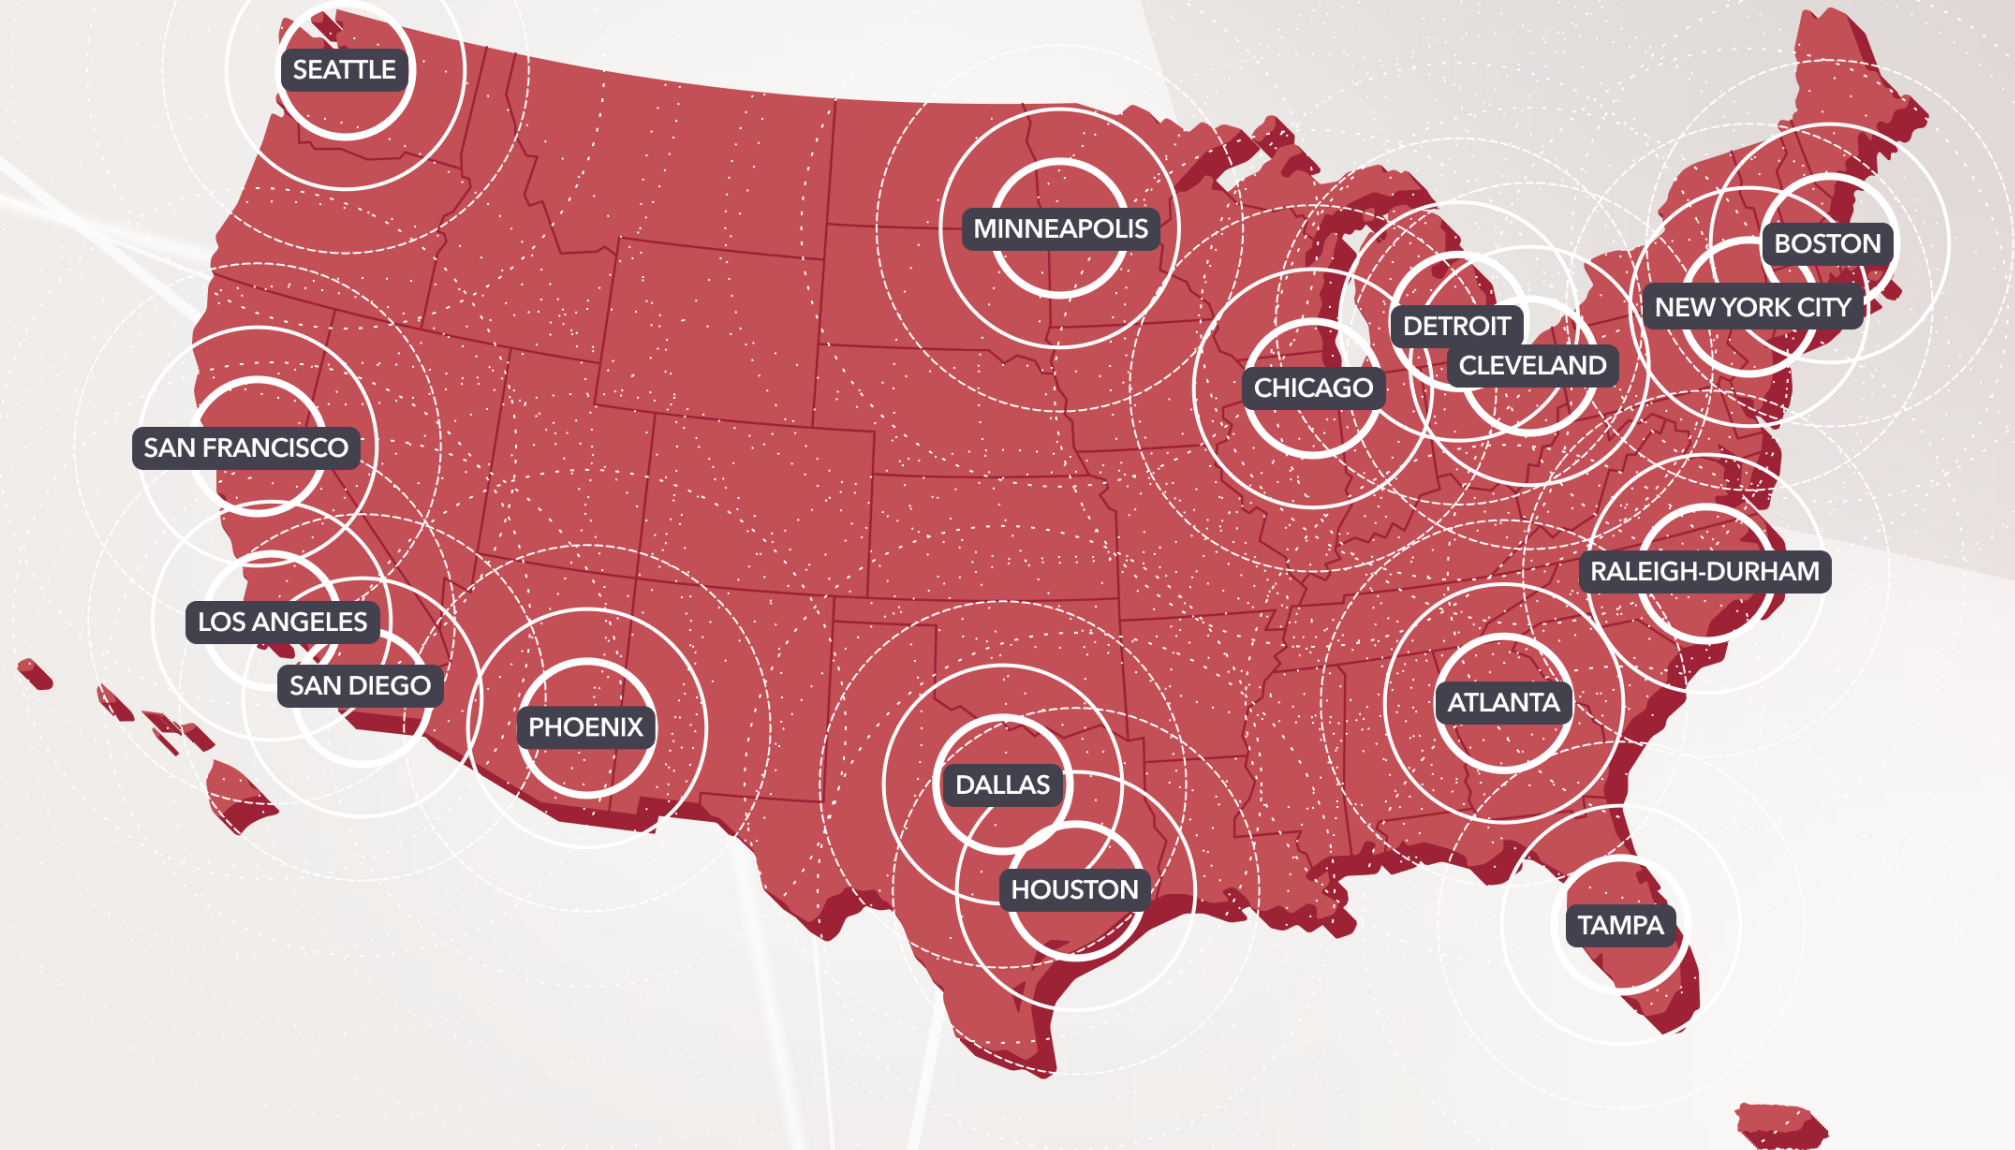 SEATTLE
MINNEAPOLIS
BOSTON
NEW YORK CITY
DETROIT
CLEVELAND
CHICAGO
SAN FRANCISCO
RALEIGH-DURHAM
LOS ANGELES
SAN DIEGO
ATLANTA
PHOENIX
DALLAS
HOUSTON
TAMPA